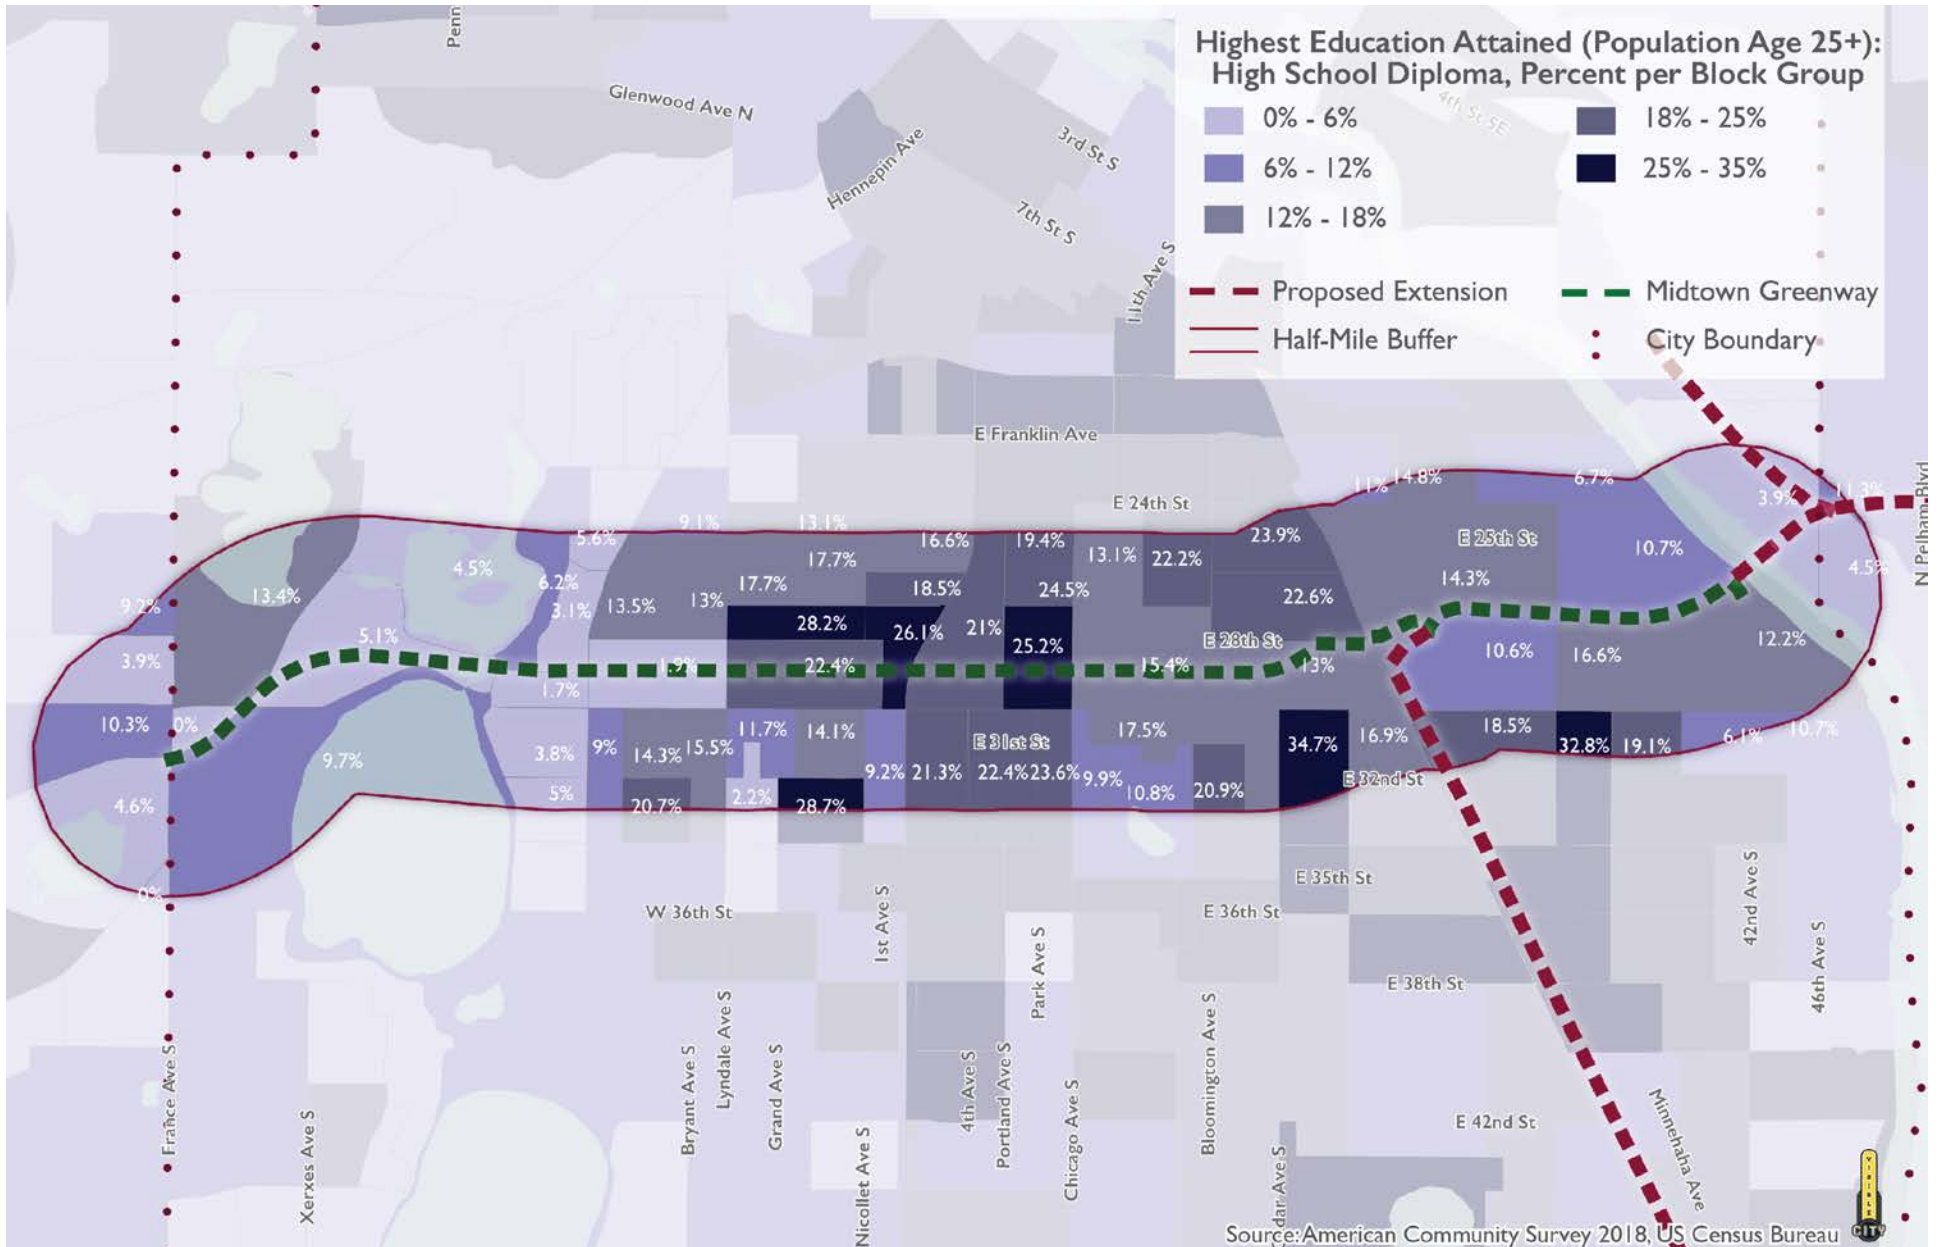 Highest Education Attained (Population Age 25+):
High School Diploma, Percent per Block Group
0% - 6%
18% - 25%
6% - 12%
25% - 35%
12% - 18%
Proposed Extension
Midtown Greenway
Half-Mile Buffer
City Boundary
Penn
Glenwood Ave N
Hennepin Ave
3rd St S
7th St S
11th Ave S
4th St SE
E Franklin Ave
E 24th St
N Pelham Blvd
11%
14.8%
6.7%
3.9%
11.3%
5.6%
9.1%
13.1%
16.6%
19.4%
13.1%
22.2%
23.9%
E 25th St
10.7%
4.5%
17.7%
17.7%
18.5%
24.5%
22.6%
14.3%
4.5%
9.2%
13.4%
6.2%
3.1%
13.5%
13%
28.2%
26.1%
21%
25.2%
E 28th St
10.6%
16.6%
12.2%
5.1%
3.9%
1.9%
22.4%
15.4%
13%
1.7%
10.3%
0%
9.7%
3.8%
9%
14.3%
15.5%
11.7%
14.1%
E 31st St
17.5%
34.7%
16.9%
18.5%
32.8%
19.1%
6.1%
10.7%
9.2%
21.3%
22.4%
23.6%
9.9%
10.8%
20.9%
E 32nd St
4.6%
5%
20.7%
2.2%
28.7%
0%
W 36th St
1st Ave S
E 35th St
E 36th St
42nd Ave S
46th Ave S
Park Ave S
E 38th St
France Ave S
Xerxes Ave S
Bryant Ave S
Lyndale Ave S
Grand Ave S
Nicollet Ave S
4th Ave S
Portland Ave S
Chicago Ave S
Bloomington Ave S
dar Ave S
E 42nd St
Minnehaha Ave
VISIBLE
CITY
Source: American Community Survey 2018, US Census Bureau